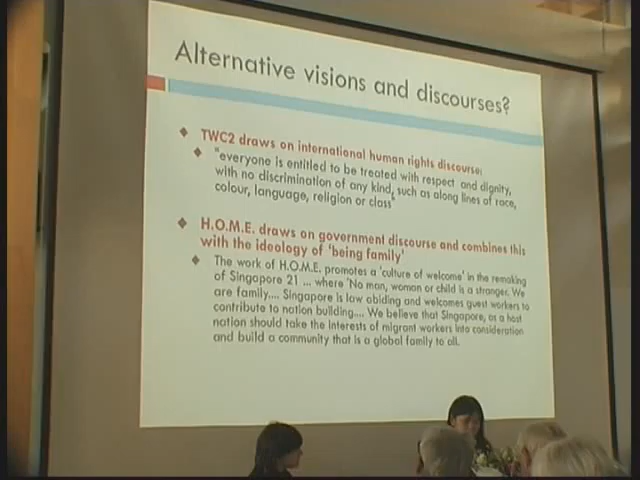 Alternative visions and discourses?
TWC2 draws on international human rights discourse:
"everyone is entitled to be treated with respect and dignity,
with no discrimination of any kind, such as along lines of race,
colour, language, religion or class"
H.O.M.E. draws on government discourse and combines this
with the ideology of 'being family'
The work of H.O.M.E. promotes a 'culture of welcome' in the remaking
of Singapore 21 ... where 'No man, woman or child is a stranger. We
are family.... Singapore is law abiding and welcomes guest workers to
contribute to nation building.... We believe that Singapore, as a host
nation should take the interests of migrant workers into consideration
and build a community that is a global family to all.